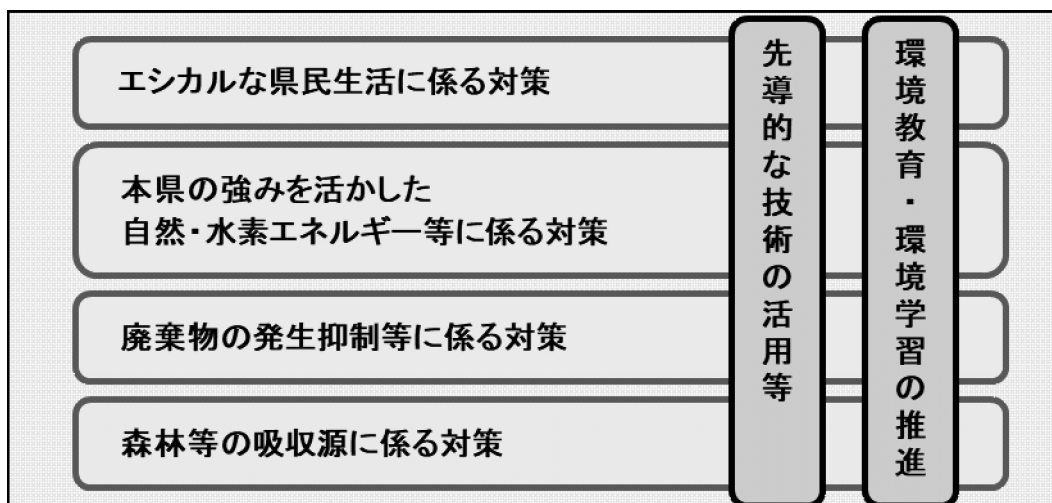 エシカルな県民生活に係る対策
本県の強みを活かした
自然・水素エネルギー等に係る対策
廃棄物の発生抑制等に係る対策
森林等の吸収源に係る対策
先導的な技術の活用等
環境教育・環境学習の推進